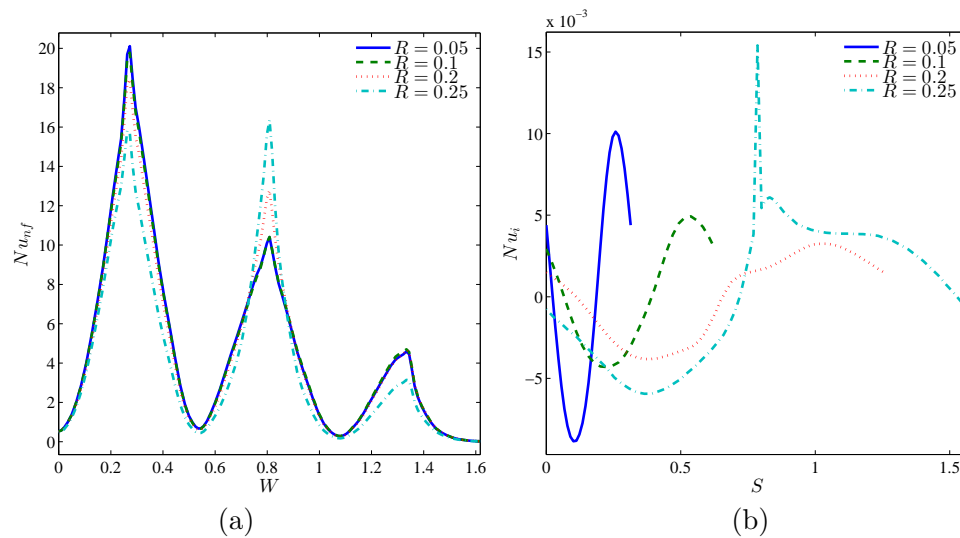 20
18
16
14
12
10
8
6
4
2
0
Nu_{nf}
R = 0.05
R = 0.1
R = 0.2
R = 0.25
0 0.2 0.4 0.6 0.8 1 1.2 1.4 1.6
W
(a)
x 10^{-3}
15
10
5
0
−5
Nu_i
R = 0.05
R = 0.1
R = 0.2
R = 0.25
0 0.5 1 1.5
S
(b)